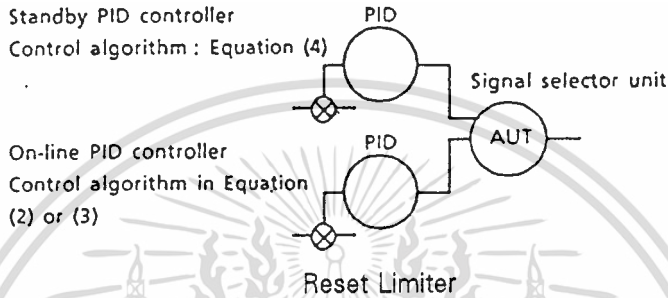 Standby PID controller
Control algorithm : Equation (4)
PID
Signal selector unit
AUT
On-line PID controller
Control algorithm in Equation
(2) or (3)
PID
Reset Limiter